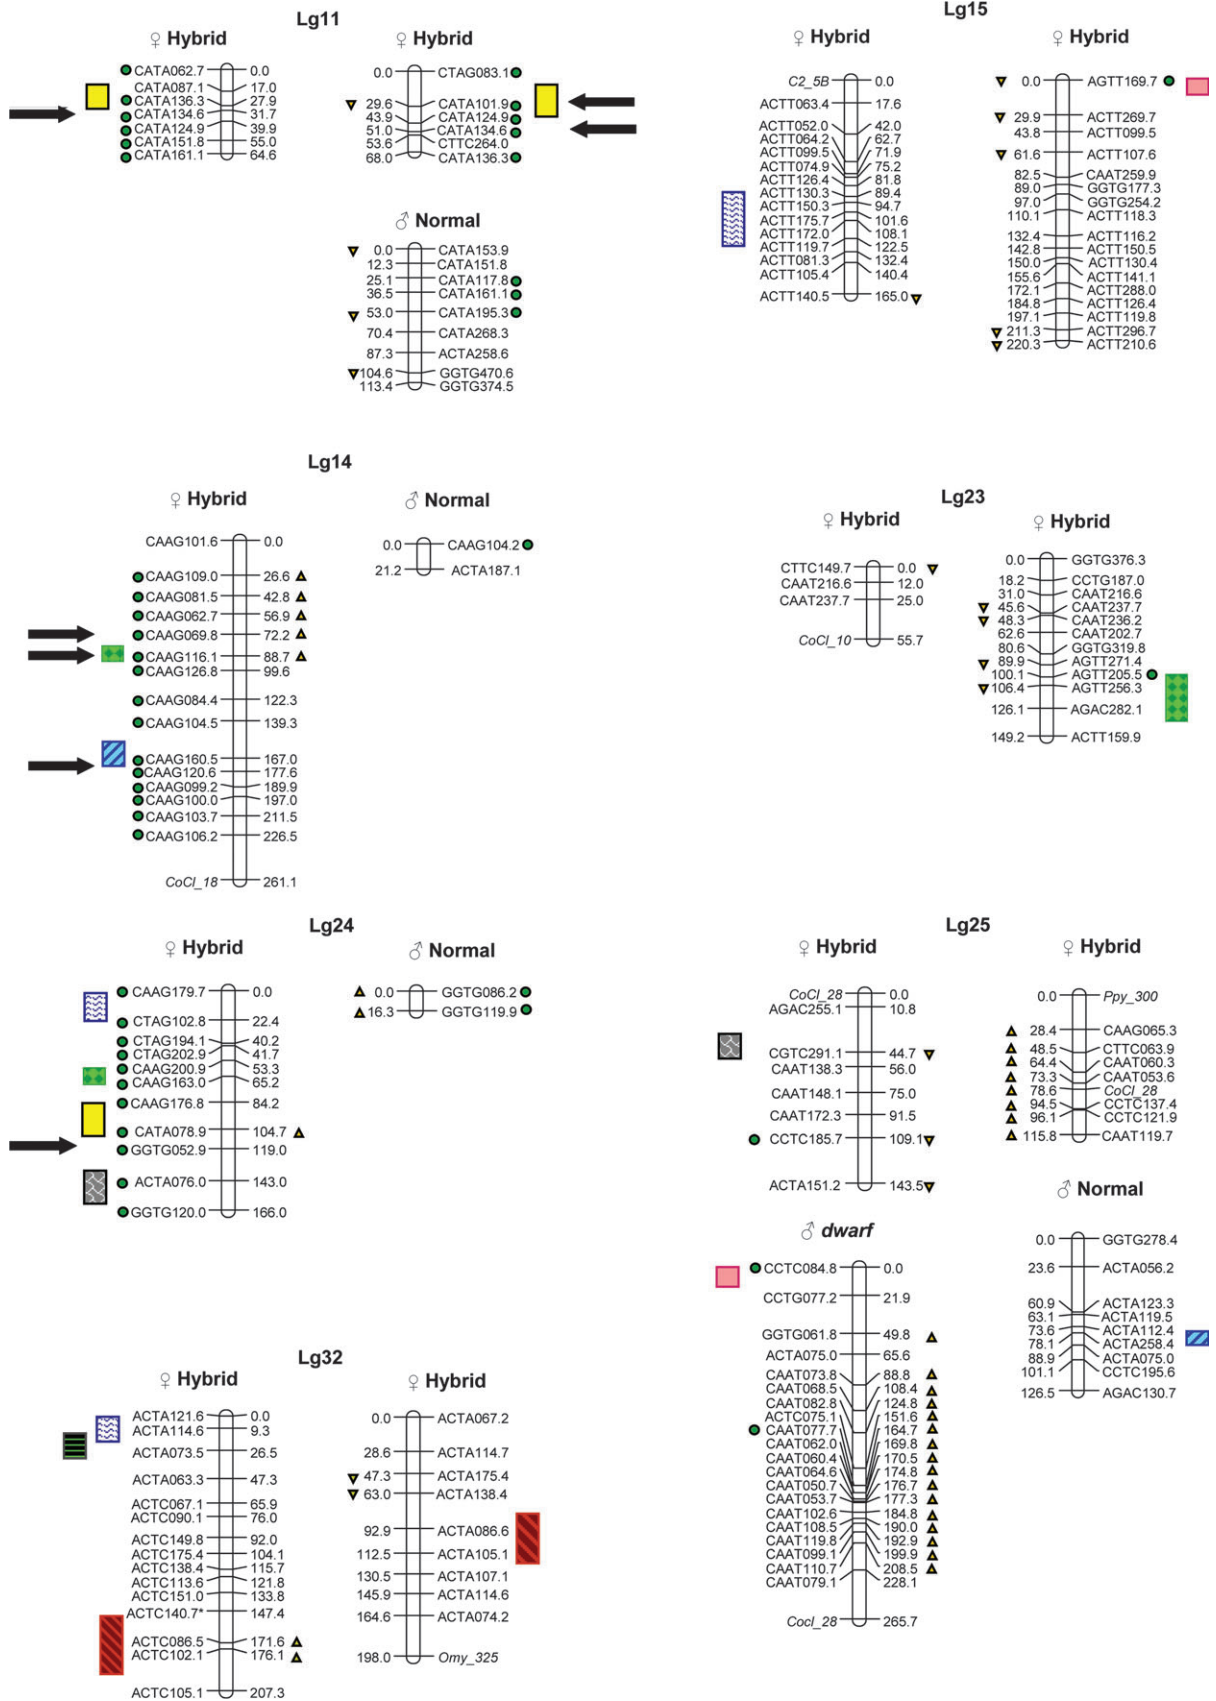 Lg11
♀ Hybrid
CATA062.7 0.0
CATA087.1 17.0
CATA136.3 27.9
CATA134.6 31.7
CATA124.9 39.9
CATA151.8 55.0
CATA161.1 64.6
♀ Hybrid
0.0 CTAG083.1
29.6 CATA101.9
43.9 CATA124.9
51.0 CATA134.6
53.6 CTTC264.0
68.0 CATA136.3
♂ Normal
0.0 CATA153.9
12.3 CATA151.8
25.1 CATA117.8
36.5 CATA161.1
53.0 CATA195.3
70.4 CATA268.3
87.3 ACTA258.6
104.6 GGTG470.6
113.4 GGTG374.5
Lg15
♀ Hybrid
C2_5B 0.0
ACTT063.4 17.6
ACTT052.0 42.0
ACTT064.2 62.7
ACTT099.5 71.9
ACTT074.9 75.2
ACTT126.4 81.8
ACTT130.3 89.4
ACTT150.3 94.7
ACTT175.7 101.6
ACTT172.0 108.1
ACTT119.7 122.5
ACTT081.3 132.4
ACTT105.4 140.4
ACTT140.5 165.0
♀ Hybrid
0.0 AGTT169.7
29.9 ACTT269.7
43.8 ACTT099.5
61.6 ACTT107.6
82.5 CAAT259.9
89.0 GGTG177.3
97.0 GGTG254.2
110.1 ACTT118.3
132.4 ACTT116.2
142.8 ACTT150.5
150.0 ACTT130.4
155.6 ACTT141.1
172.1 ACTT288.0
184.8 ACTT126.4
197.1 ACTT119.8
211.3 ACTT296.7
220.3 ACTT210.6
Lg14
♀ Hybrid
CAAG101.6 0.0
CAAG109.0 26.6
CAAG081.5 42.8
CAAG062.7 56.9
CAAG069.8 72.2
CAAG116.1 88.7
CAAG126.8 99.6
CAAG084.4 122.3
CAAG104.5 139.3
CAAG160.5 167.0
CAAG120.6 177.6
CAAG099.2 189.9
CAAG100.0 197.0
CAAG103.7 211.5
CAAG106.2 226.5
CoCl_18 261.1
♂ Normal
0.0 CAAG104.2
21.2 ACTA187.1
Lg23
♀ Hybrid
CTTC149.7 0.0
CAAT216.6 12.0
CAAT237.7 25.0
CoCl_10 55.7
♀ Hybrid
0.0 GGTG376.3
18.2 CCTG187.0
31.0 CAAT216.6
45.6 CAAT237.7
48.3 CAAT236.2
62.6 CAAT202.7
80.6 GGTG319.8
89.9 AGTT271.4
100.1 AGTT205.5
106.4 AGTT256.3
126.1 AGAC282.1
149.2 ACTT159.9
Lg24
♀ Hybrid
CAAG179.7 0.0
CTAG102.8 22.4
CTAG194.1 40.2
CTAG202.9 41.7
CAAG200.9 53.3
CAAG163.0 65.2
CAAG176.8 84.2
CATA078.9 104.7
GGTG052.9 119.0
ACTA076.0 143.0
GGTG120.0 166.0
♂ Normal
0.0 GGTG086.2
16.3 GGTG119.9
Lg25
♀ Hybrid
CoCl_28 0.0
AGAC255.1 10.8
CGTC291.1 44.7
CAAT138.3 56.0
CAAT148.1 75.0
CAAT172.3 91.5
CCTC185.7 109.1
ACTA151.2 143.5
♀ Hybrid
0.0 Ppy_300
28.4 CAAG065.3
48.5 CTTC063.9
64.4 CAAT060.3
73.3 CAAT053.6
78.6 CoCl_28
94.5 CCTC137.4
96.1 CCTC121.9
115.8 CAAT119.7
♂ dwarf
CCTC084.8 0.0
CCTG077.2 21.9
GGTG061.8 49.8
ACTA075.0 65.6
CAAT073.8 88.8
CAAT068.5 108.4
CAAT082.8 124.8
ACTC075.1 151.6
CAAT077.7 164.7
CAAT062.0 169.8
CAAT060.4 170.5
CAAT064.6 174.8
CAAT050.7 176.7
CAAT053.7 177.3
CAAT102.6 184.8
CAAT108.5 190.0
CAAT119.8 192.9
CAAT099.1 199.9
CAAT110.7 208.5
CAAT079.1 228.1
Cocl_28 265.7
♂ Normal
0.0 GGTG278.4
23.6 ACTA056.2
60.9 ACTA123.3
63.1 ACTA119.5
73.6 ACTA112.4
78.1 ACTA258.4
88.9 ACTA075.0
101.1 CCTC195.6
126.5 AGAC130.7
Lg32
♀ Hybrid
ACTA121.6 0.0
ACTA114.6 9.3
ACTA073.5 26.5
ACTA063.3 47.3
ACTC067.1 65.9
ACTC090.1 76.0
ACTC149.8 92.0
ACTC175.4 104.1
ACTC138.4 115.7
ACTC113.6 121.8
ACTC151.0 133.8
ACTC140.7* 147.4
ACTC086.5 171.6
ACTC102.1 176.1
ACTC105.1 207.3
♀ Hybrid
0.0 ACTA067.2
28.6 ACTA114.7
47.3 ACTA175.4
63.0 ACTA138.4
92.9 ACTA086.6
112.5 ACTA105.1
130.5 ACTA107.1
145.9 ACTA114.6
164.6 ACTA074.2
198.0 Omy_325